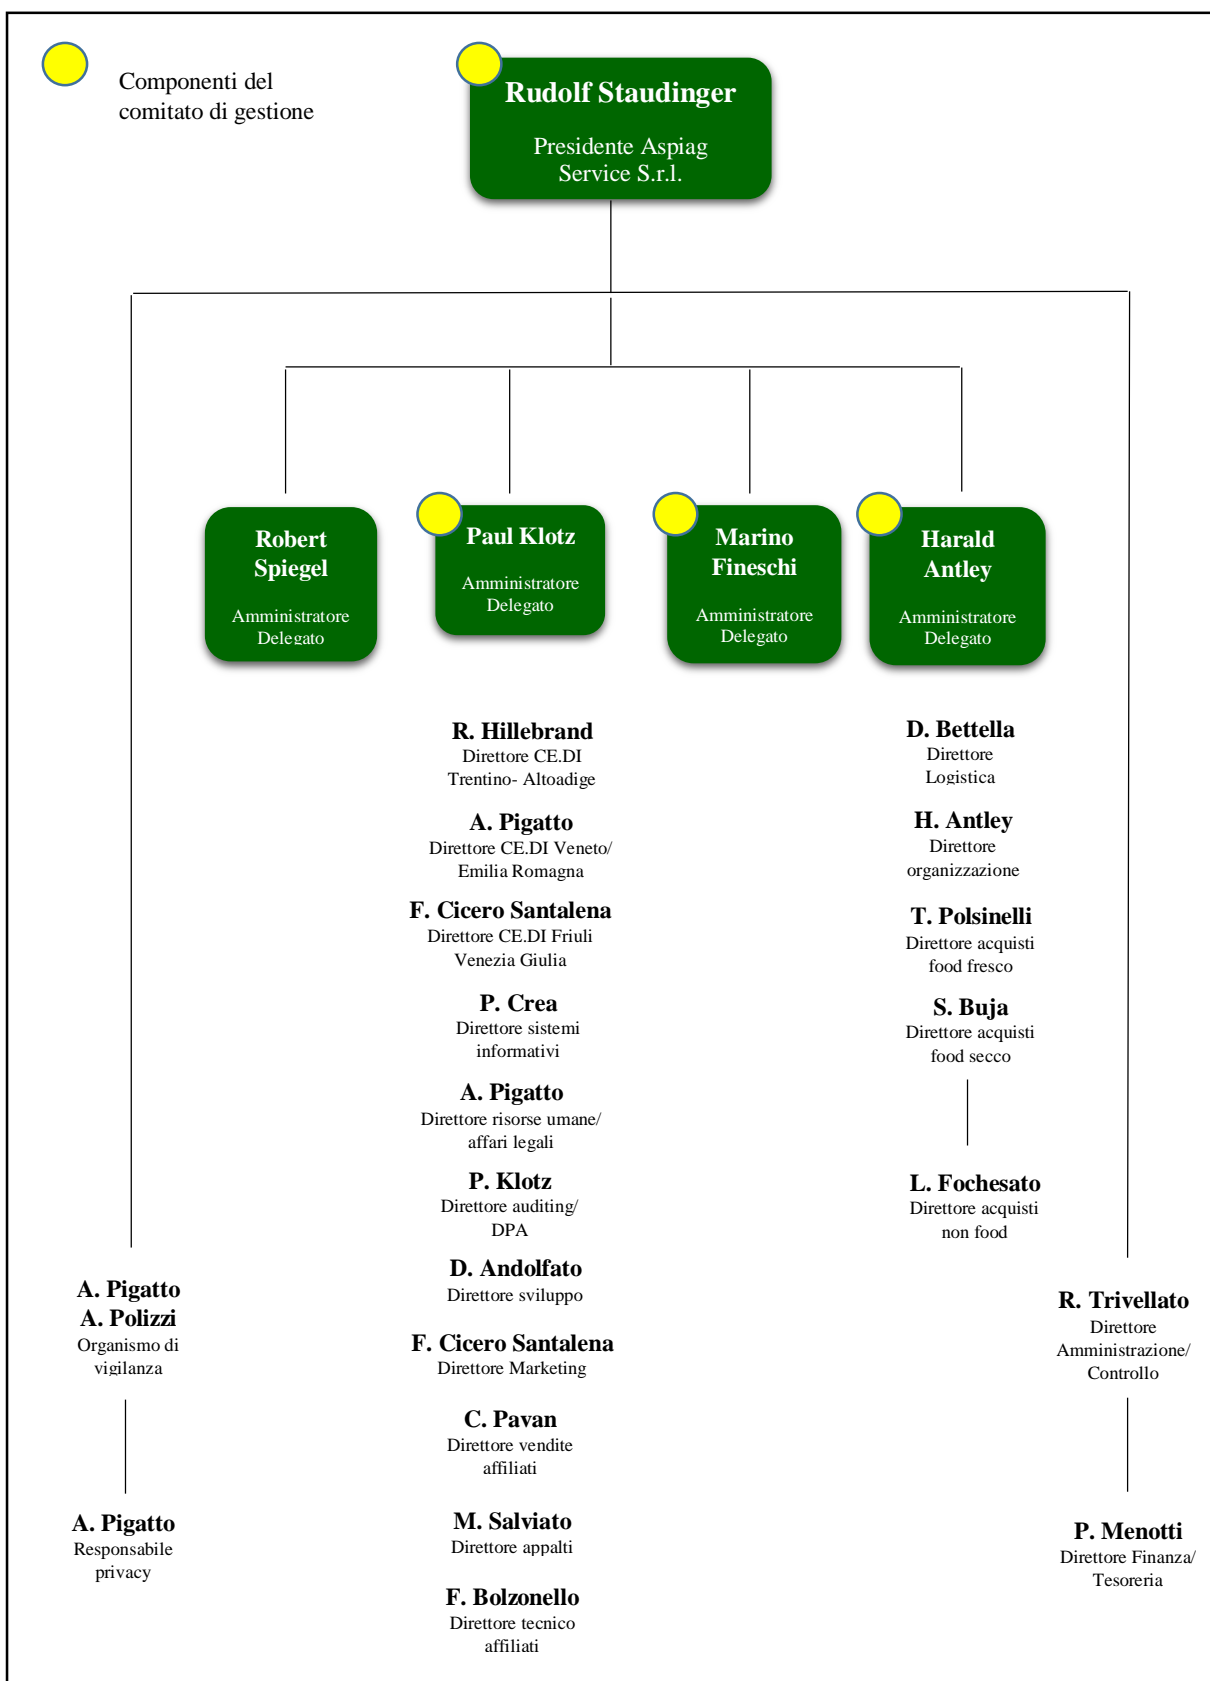 Componenti del
comitato di gestione
Rudolf Staudinger
Presidente Aspiag
Service S.r.l.
Robert
Spiegel
Amministratore
Delegato
Paul Klotz
Amministratore
Delegato
Marino
Fineschi
Amministratore
Delegato
Harald
Antley
Amministratore
Delegato
R. Hillebrand
Direttore CE.DI
Trentino- Altoadige
A. Pigatto
Direttore CE.DI Veneto/
Emilia Romagna
F. Cicero Santalena
Direttore CE.DI Friuli
Venezia Giulia
P. Crea
Direttore sistemi
informativi
A. Pigatto
Direttore risorse umane/
affari legali
P. Klotz
Direttore auditing/
DPA
D. Andolfato
Direttore sviluppo
F. Cicero Santalena
Direttore Marketing
C. Pavan
Direttore vendite
affiliati
M. Salviato
Direttore appalti
F. Bolzonello
Direttore tecnico
affiliati
D. Bettella
Direttore
Logistica
H. Antley
Direttore
organizzazione
T. Polsinelli
Direttore acquisti
food fresco
S. Buja
Direttore acquisti
food secco
L. Fochesato
Direttore acquisti
non food
A. Pigatto
A. Polizzi
Organismo di
vigilanza
A. Pigatto
Responsabile
privacy
R. Trivellato
Direttore
Amministrazione/
Controllo
P. Menotti
Direttore Finanza/
Tesoreria